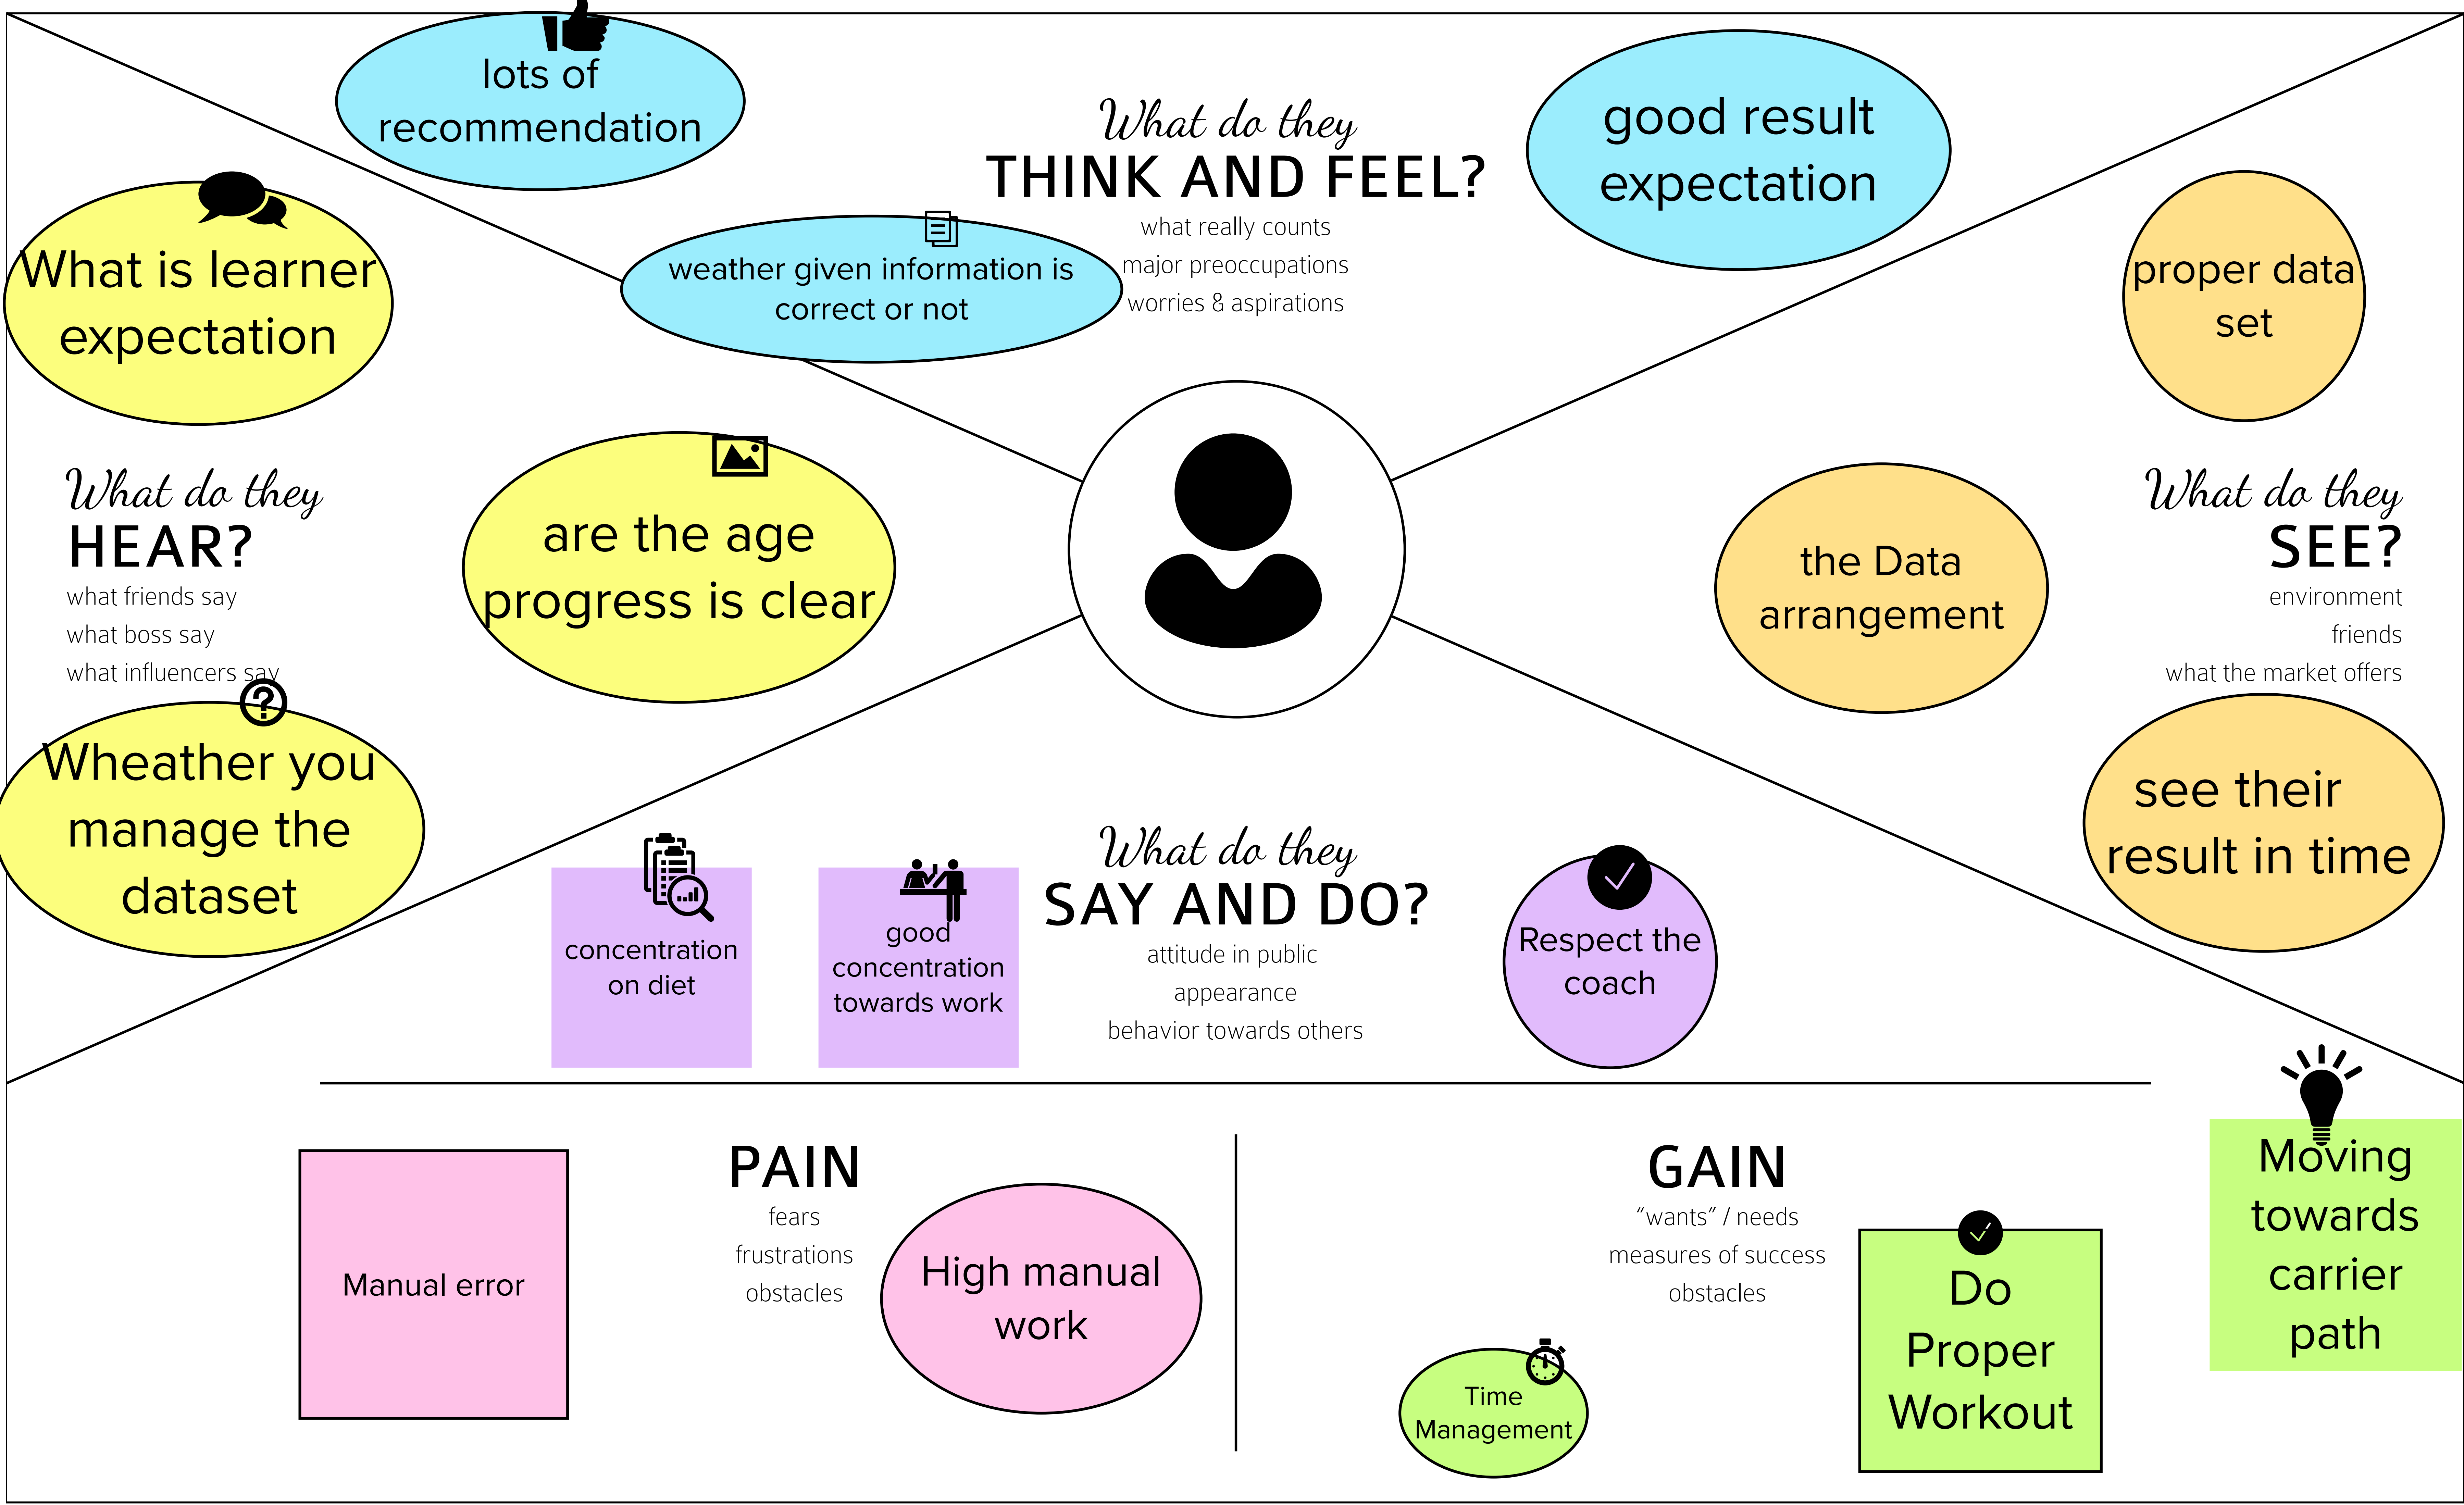 lots of
recommendation
What do they
THINK AND FEEL?
what really counts
major preoccupations
worries & aspirations
good result
expectation
weather given information is
correct or not
What is learner
expectation
proper data
set
What do they
HEAR?
what friends say
what boss say
what influencers say
are the age
progress is clear
the Data
arrangement
What do they
SEE?
environment
friends
what the market offers
Wheather you
manage the
dataset
see their
result in time
concentration
on diet
good
concentration
towards work
What do they
SAY AND DO?
attitude in public
appearance
behavior towards others
Respect the
coach
Manual error
PAIN
fears
frustrations
obstacles
High manual
work
GAIN
“wants” / needs
measures of success
obstacles
Time
Management
Do
Proper
Workout
Moving
towards
carrier
path